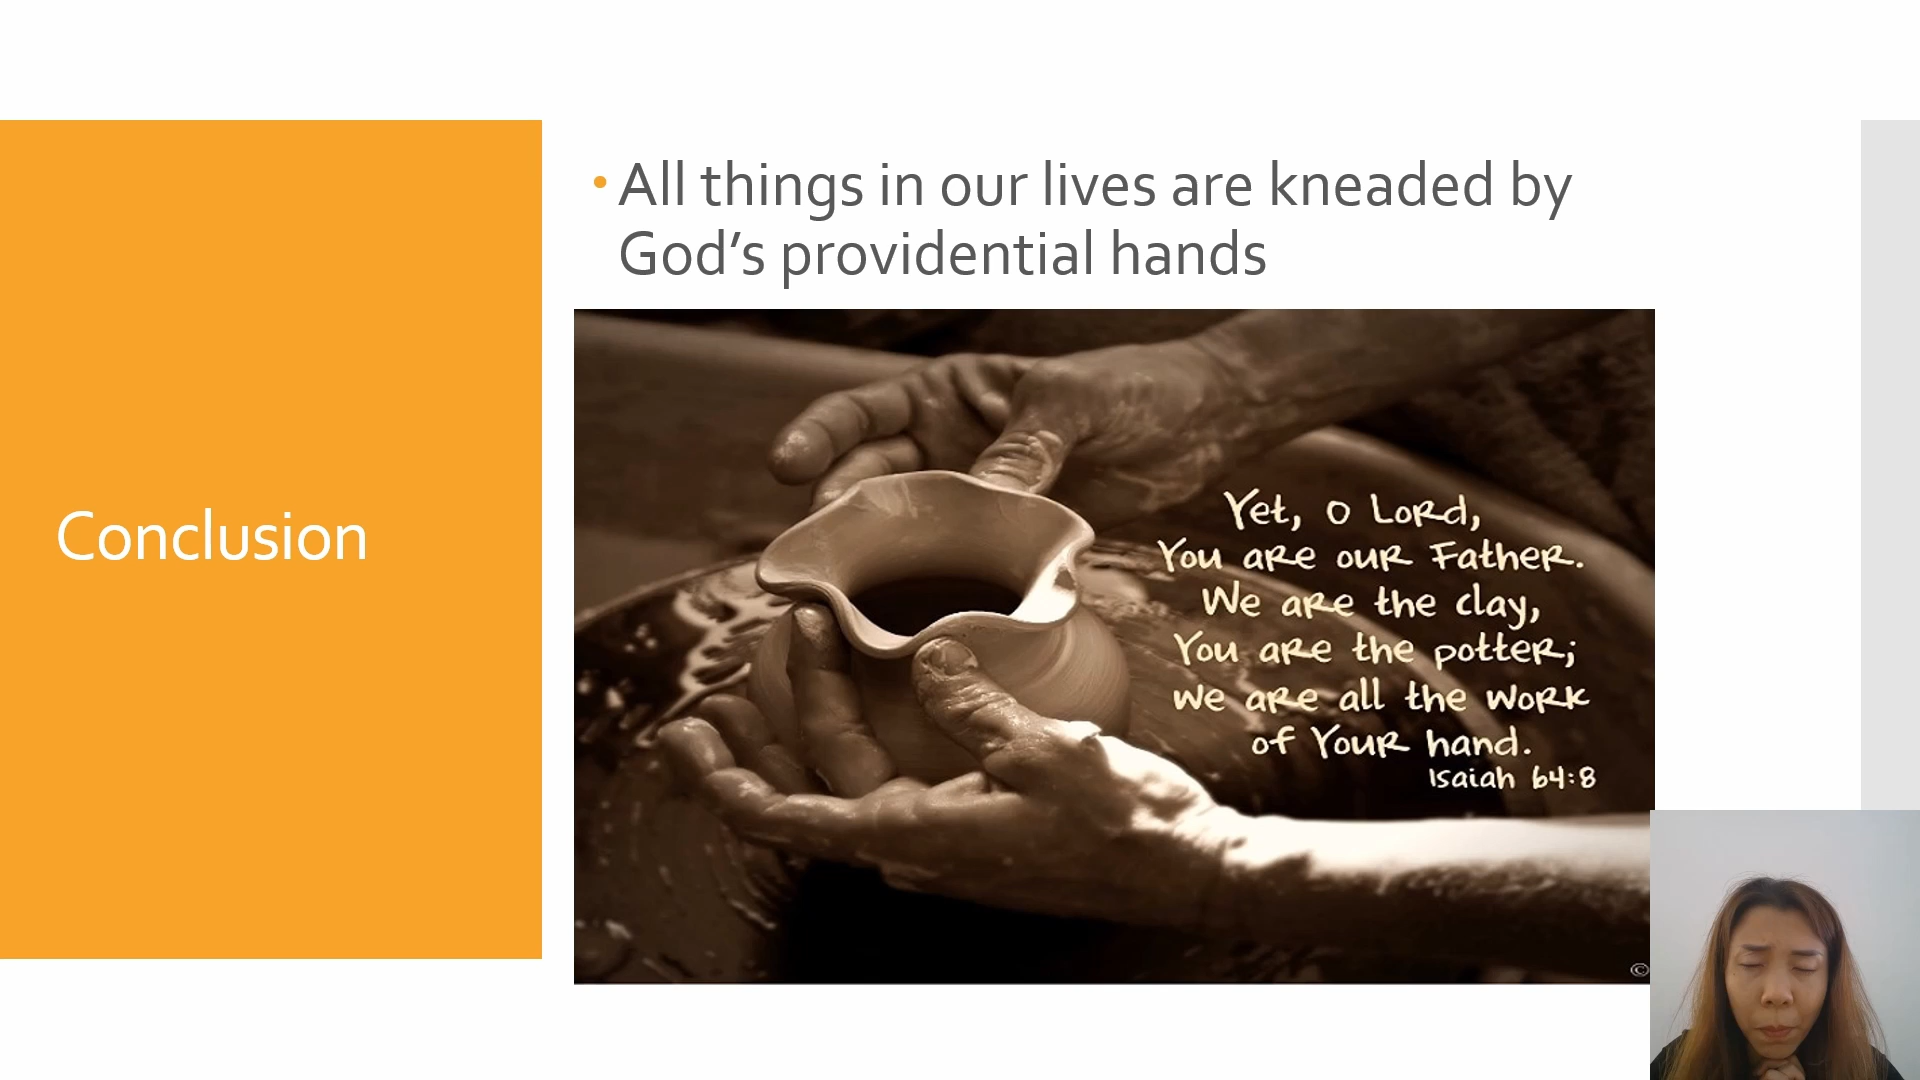 Conclusion
• All things in our lives are kneaded by
God’s providential hands
Yet, O Lord,
You are our Father.
We are the clay,
You are the potter;
we are all the work
of Your hand.
Isaiah 64:8
©